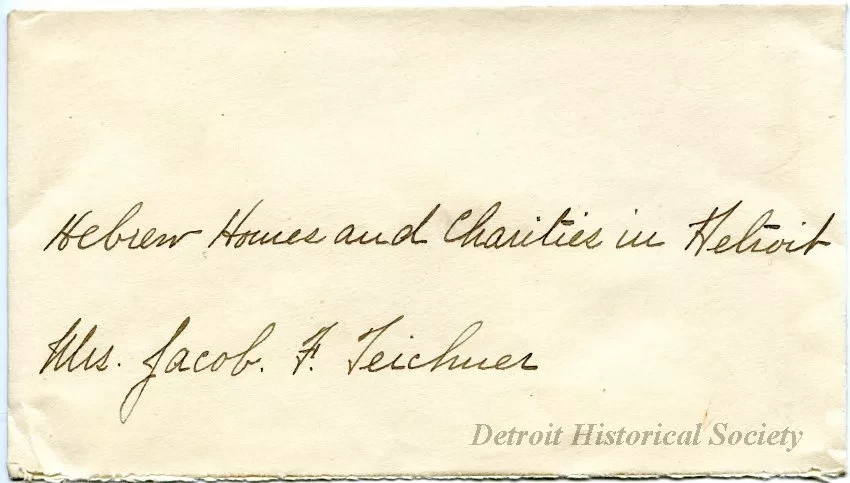 Hebrew Homes and Charities in Detroit
Mrs. Jacob. F. Teichner
Detroit Historical Society